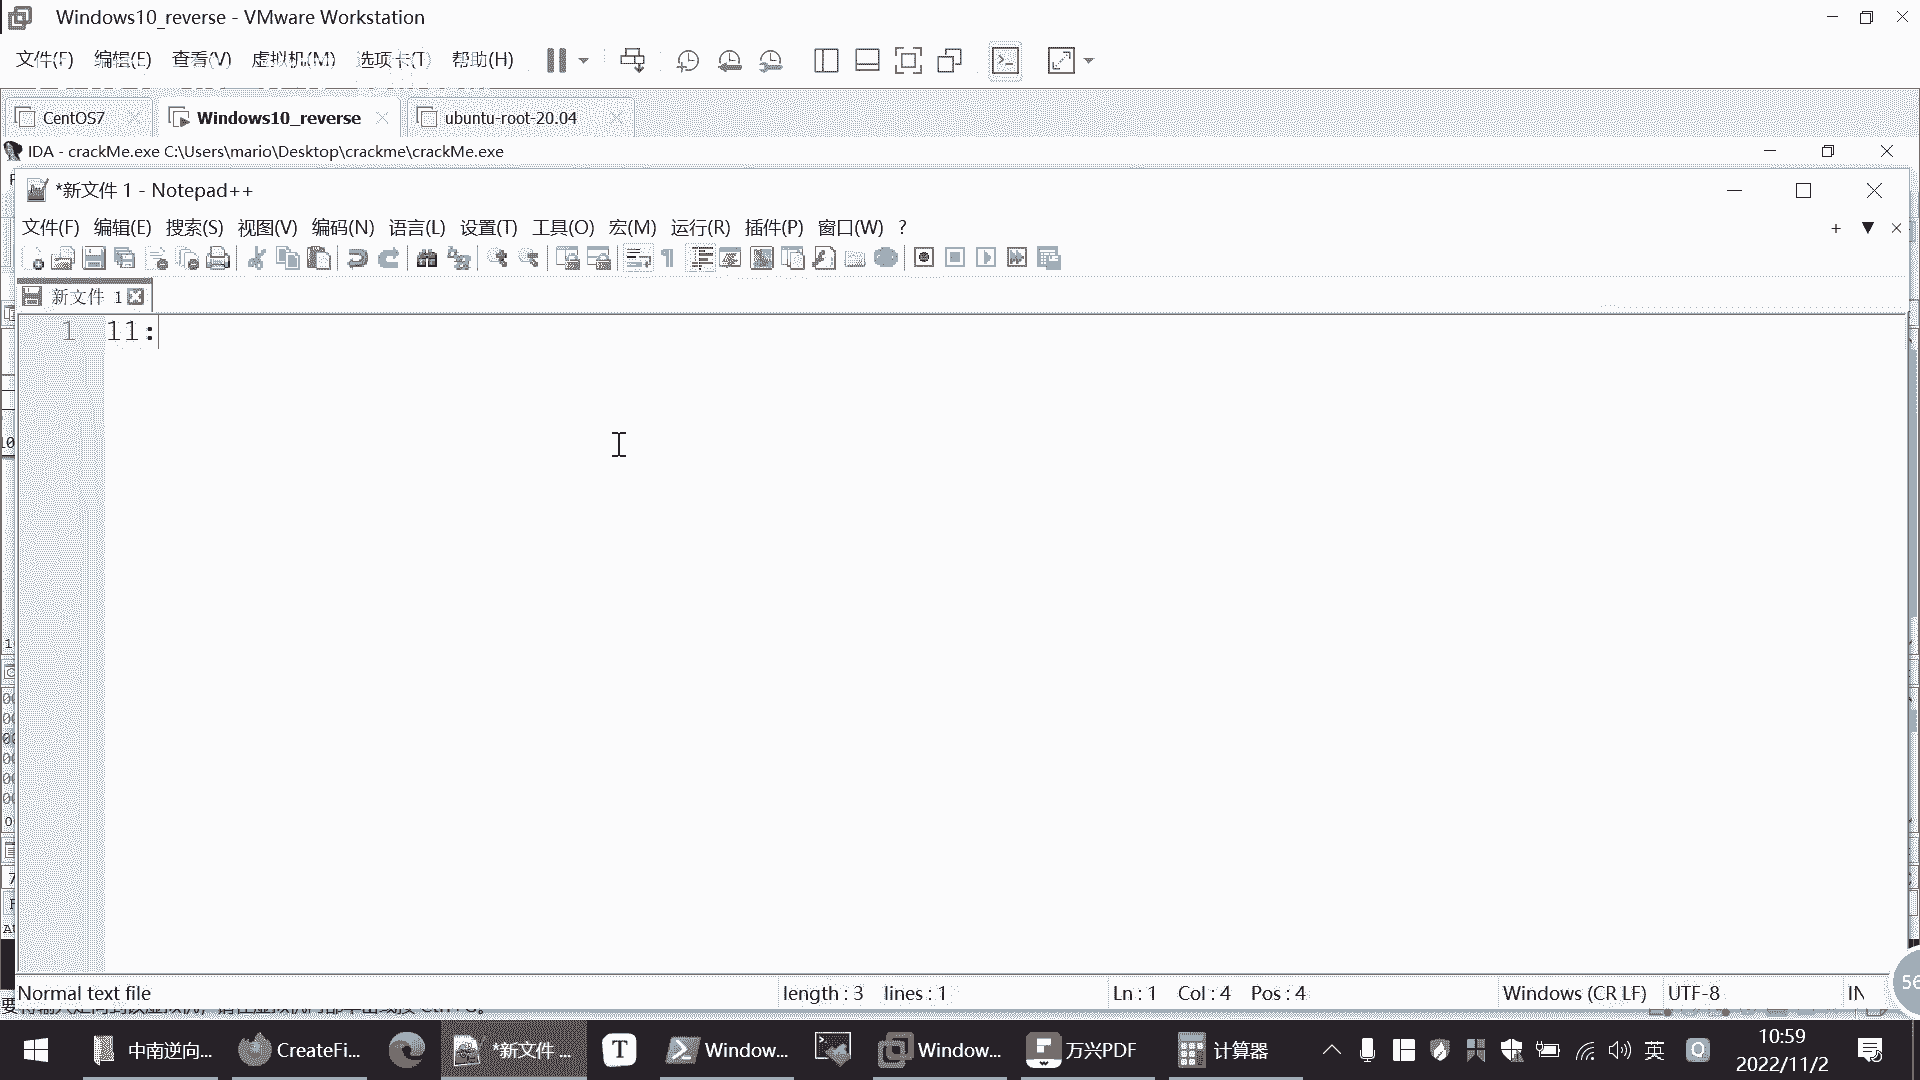 Windows10_reverse - VMware Workstation
文件(F) 编辑(E) 查看(V) 虚拟机(M) 选项卡(T) 帮助(H)
CentOS7 Windows10_reverse ubuntu-root-20.04
IDA - crackMe.exe C:\Users\mario\Desktop\crackme\crackMe.exe
*新文件 1 - Notepad++
文件(F) 编辑(E) 搜索(S) 视图(V) 编码(N) 语言(L) 设置(T) 工具(O) 宏(M) 运行(R) 插件(P) 窗口(W) ?
新文件 1
1 11:
Normal text file length : 3 lines : 1 Ln : 1 Col : 4 Pos : 4 Windows (CR LF) UTF-8 IN
56
中南逆向... CreateFi... *新文件 ... T Window... Window... 万兴PDF 计算器 英 10:59
2022/11/2